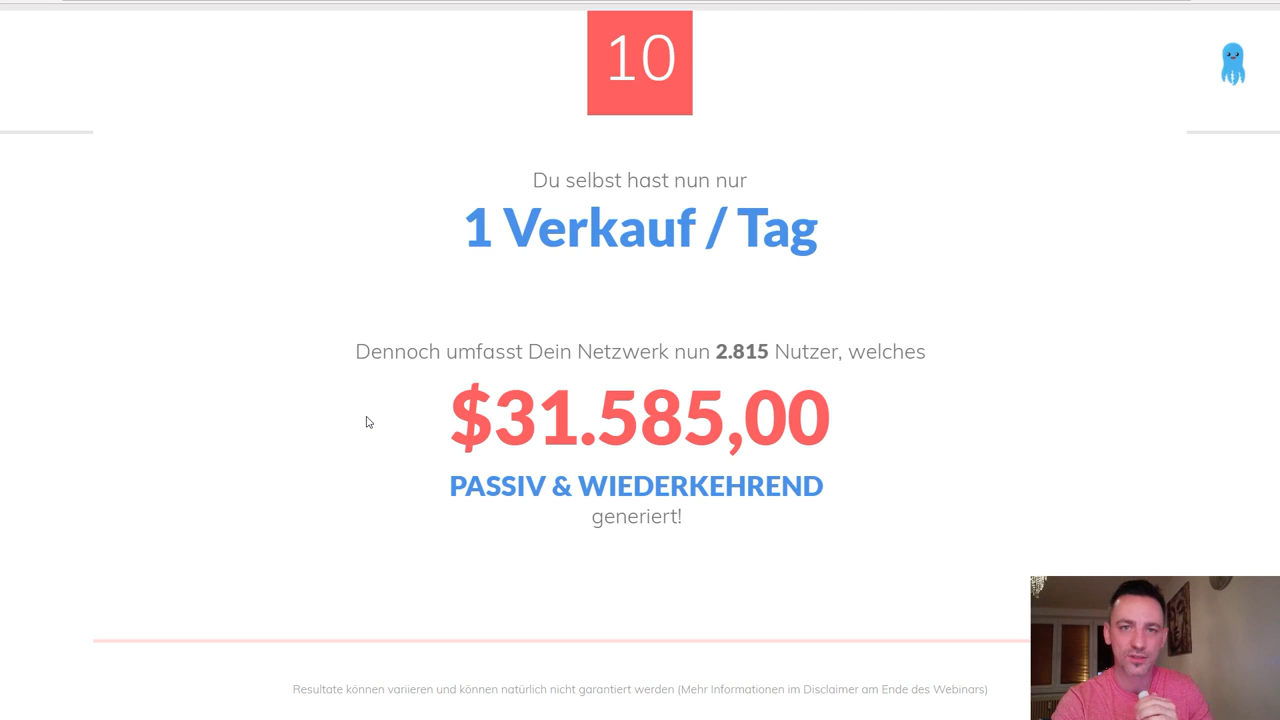 10
Du selbst hast nun nur
1 Verkauf / Tag
Dennoch umfasst Dein Netzwerk nun 2.815 Nutzer, welches
$31.585,00
PASSIV & WIEDERKEHREND
generiert!
Resultate können variieren und können natürlich nicht garantiert werden (Mehr Informationen im Disclaimer am Ende des Webinars)